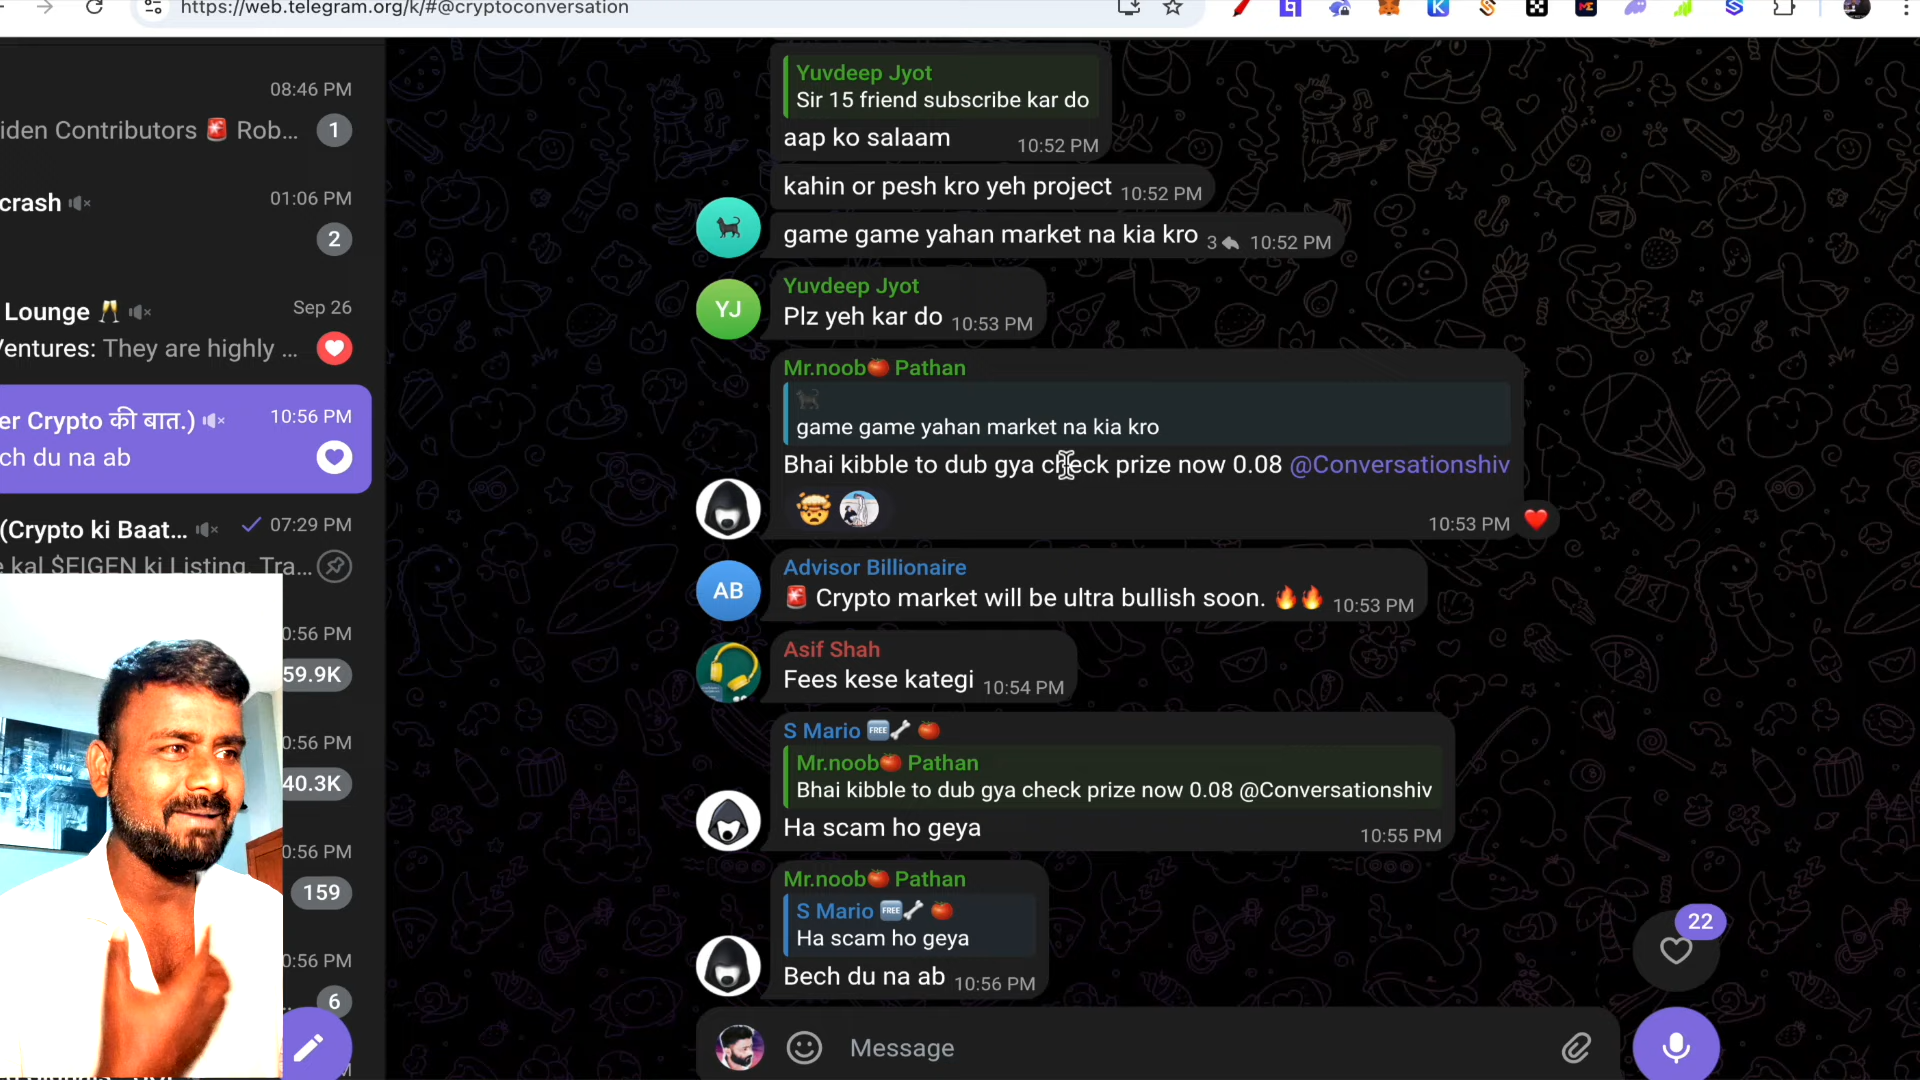 https://web.telegram.org/k/#@cryptoconversation
08:46 PM
iden Contributors 🚨 Rob... 1
crash 01:06 PM
2
Lounge 🥂 Sep 26
Ventures: They are highly ...
er Crypto की बात.) 10:56 PM
ch du na ab
(Crypto ki Baat... 07:29 PM
e kal $EIGEN ki Listing, Tra...
0:56 PM
59.9K
0:56 PM
40.3K
0:56 PM
159
0:56 PM
6
Yuvdeep Jyot
Sir 15 friend subscribe kar do
aap ko salaam 10:52 PM
kahin or pesh kro yeh project 10:52 PM
game game yahan market na kia kro 3 10:52 PM
YJ
Yuvdeep Jyot
Plz yeh kar do 10:53 PM
Mr.noob🍅 Pathan
🐈‍⬛
game game yahan market na kia kro
Bhai kibble to dub gya check prize now 0.08 @Conversationshiv
🤯
10:53 PM ❤️
AB
Advisor Billionaire
🚨 Crypto market will be ultra bullish soon. 🔥🔥 10:53 PM
Asif Shah
Fees kese kategi 10:54 PM
S Mario 🆓🦴 🍅
Mr.noob🍅 Pathan
Bhai kibble to dub gya check prize now 0.08 @Conversationshiv
Ha scam ho geya 10:55 PM
Mr.noob🍅 Pathan
S Mario 🆓🦴 🍅
Ha scam ho geya
Bech du na ab 10:56 PM
22
Message